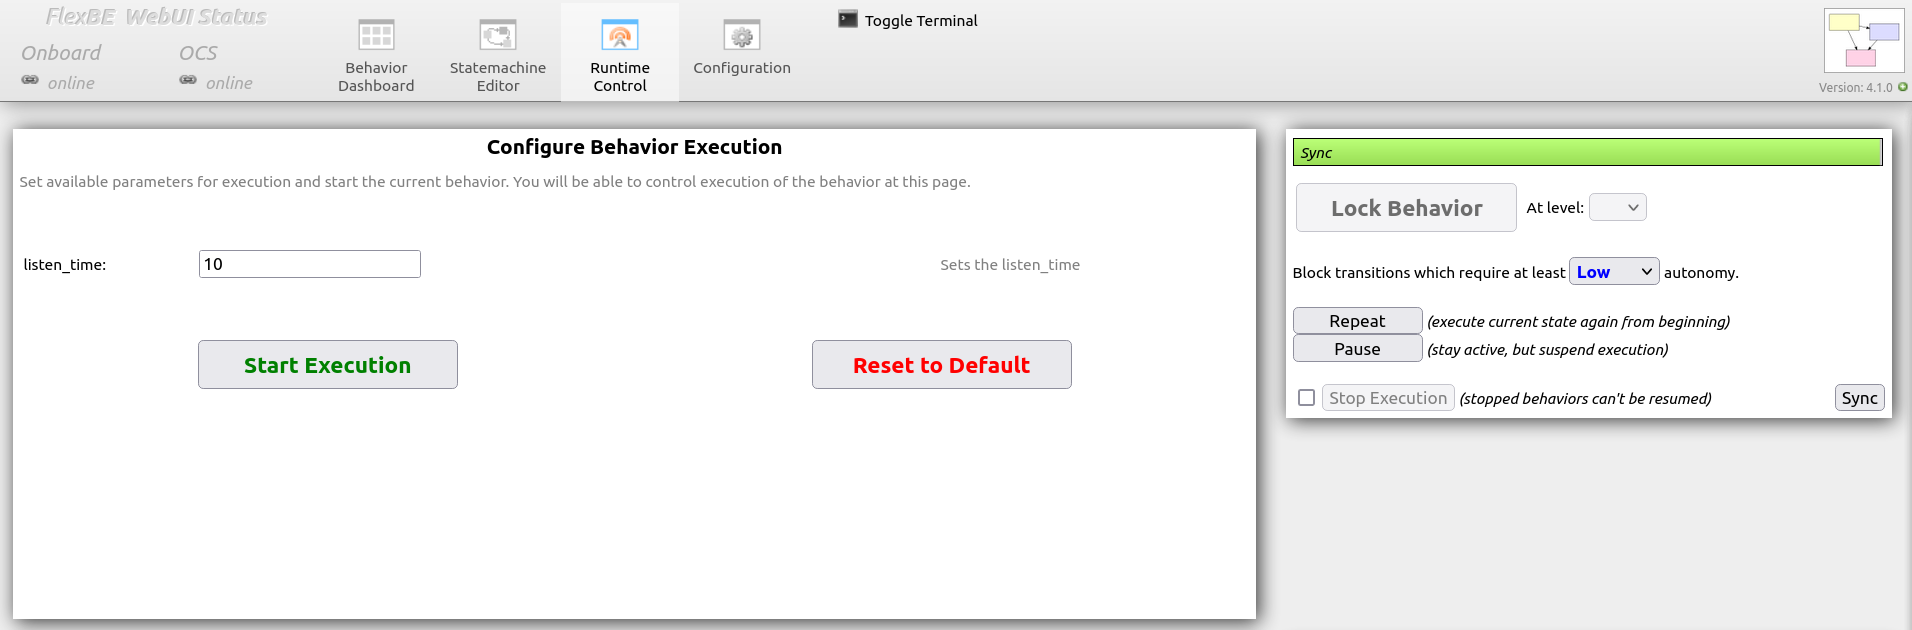 FlexBE WebUI Status
Onboard OCS
online online
Behavior Dashboard
Statemachine Editor
Runtime Control
Configuration
Toggle Terminal
Version: 4.1.0
Configure Behavior Execution
Set available parameters for execution and start the current behavior. You will be able to control execution of the behavior at this page.
listen_time: 10 Sets the listen_time
Start Execution Reset to Default
Sync
Lock Behavior At level:
Block transitions which require at least Low autonomy.
Repeat (execute current state again from beginning)
Pause (stay active, but suspend execution)
Stop Execution (stopped behaviors can't be resumed) Sync